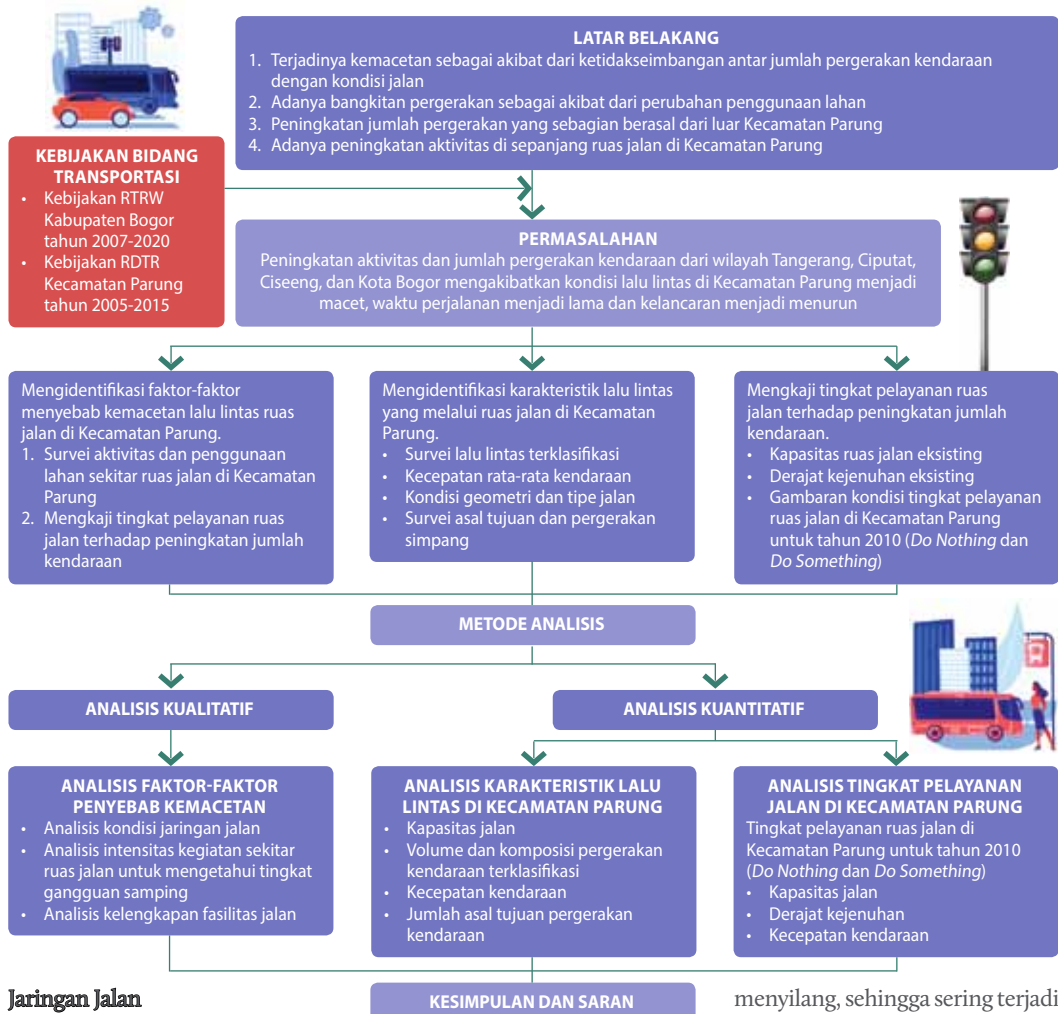 LATAR BELAKANG
1. Terjadinya kemacetan sebagai akibat dari ketidakseimbangan antar jumlah pergerakan kendaraan
dengan kondisi jalan
2. Adanya bangkitan pergerakan sebagai akibat dari perubahan penggunaan lahan
3. Peningkatan jumlah pergerakan yang sebagian berasal dari luar Kecamatan Parung
4. Adanya peningkatan aktivitas di sepanjang ruas jalan di Kecamatan Parung
KEBIJAKAN BIDANG
TRANSPORTASI
• Kebijakan RTRW
Kabupaten Bogor
tahun 2007-2020
• Kebijakan RDTR
Kecamatan Parung
tahun 2005-2015
PERMASALAHAN
Peningkatan aktivitas dan jumlah pergerakan kendaraan dari wilayah Tangerang, Ciputat,
Ciseeng, dan Kota Bogor mengakibatkan kondisi lalu lintas di Kecamatan Parung menjadi
macet, waktu perjalanan menjadi lama dan kelancaran menjadi menurun
Mengidentifikasi faktor-faktor
menyebab kemacetan lalu lintas ruas
jalan di Kecamatan Parung.
1. Survei aktivitas dan penggunaan
lahan sekitar ruas jalan di Kecamatan
Parung
2. Mengkaji tingkat pelayanan ruas
jalan terhadap peningkatan jumlah
kendaraan
Mengidentifikasi karakteristik lalu lintas
yang melalui ruas jalan di Kecamatan
Parung.
• Survei lalu lintas terklasifikasi
• Kecepatan rata-rata kendaraan
• Kondisi geometri dan tipe jalan
• Survei asal tujuan dan pergerakan
simpang
Mengkaji tingkat pelayanan ruas
jalan terhadap peningkatan jumlah
kendaraan.
• Kapasitas ruas jalan eksisting
• Derajat kejenuhan eksisting
• Gambaran kondisi tingkat pelayanan
ruas jalan di Kecamatan Parung
untuk tahun 2010 (Do Nothing dan
Do Something)
METODE ANALISIS
ANALISIS KUALITATIF
ANALISIS KUANTITATIF
ANALISIS FAKTOR-FAKTOR
PENYEBAB KEMACETAN
• Analisis kondisi jaringan jalan
• Analisis intensitas kegiatan sekitar
ruas jalan untuk mengetahui tingkat
gangguan samping
• Analisis kelengkapan fasilitas jalan
ANALISIS KARAKTERISTIK LALU
LINTAS DI KECAMATAN PARUNG
• Kapasitas jalan
• Volume dan komposisi pergerakan
kendaraan terklasifikasi
• Kecepatan kendaraan
• Jumlah asal tujuan pergerakan
kendaraan
ANALISIS TINGKAT PELAYANAN
JALAN DI KECAMATAN PARUNG
Tingkat pelayanan ruas jalan di
Kecamatan Parung untuk tahun 2010
(Do Nothing dan Do Something)
• Kapasitas jalan
• Derajat kejenuhan
• Kecepatan kendaraan
Jaringan Jalan
KESIMPULAN DAN SARAN
menyilang, sehingga sering terjadi